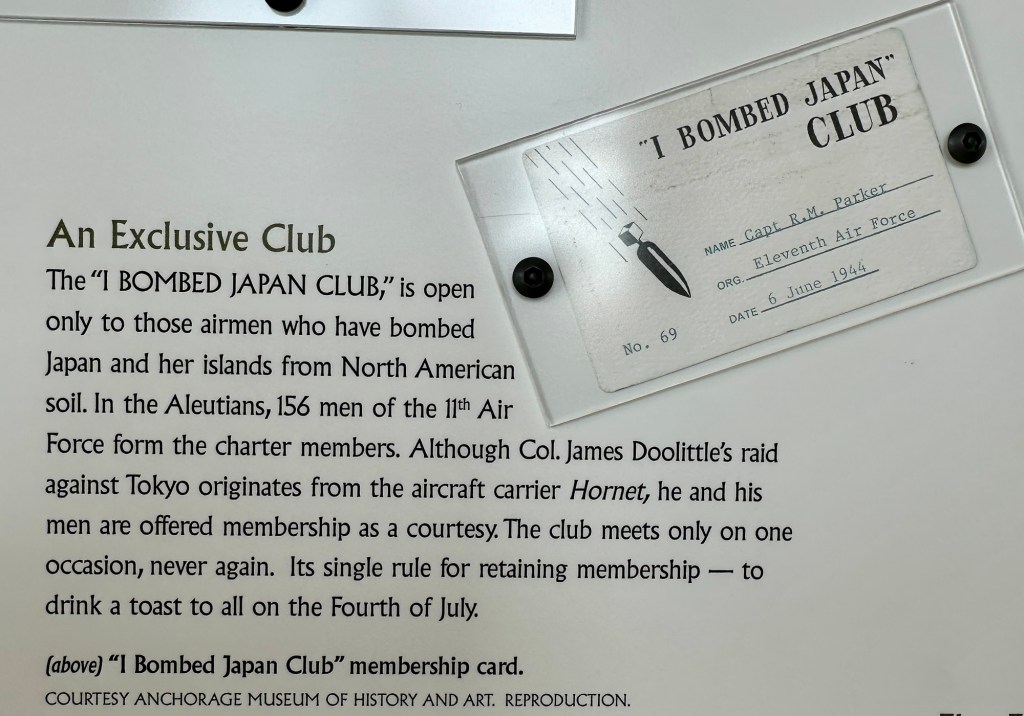 "I BOMBED JAPAN"
CLUB
NAME Capt R.M. Parker
ORG. Eleventh Air Force
DATE 6 June 1944
No. 69
An Exclusive Club
The “I BOMBED JAPAN CLUB,” is open
only to those airmen who have bombed
Japan and her islands from North American
soil. In the Aleutians, 156 men of the 11th Air
Force form the charter members. Although Col. James Doolittle’s raid
against Tokyo originates from the aircraft carrier Hornet, he and his
men are offered membership as a courtesy. The club meets only on one
occasion, never again. Its single rule for retaining membership — to
drink a toast to all on the Fourth of July.
(above) “I Bombed Japan Club” membership card.
COURTESY ANCHORAGE MUSEUM OF HISTORY AND ART. REPRODUCTION.